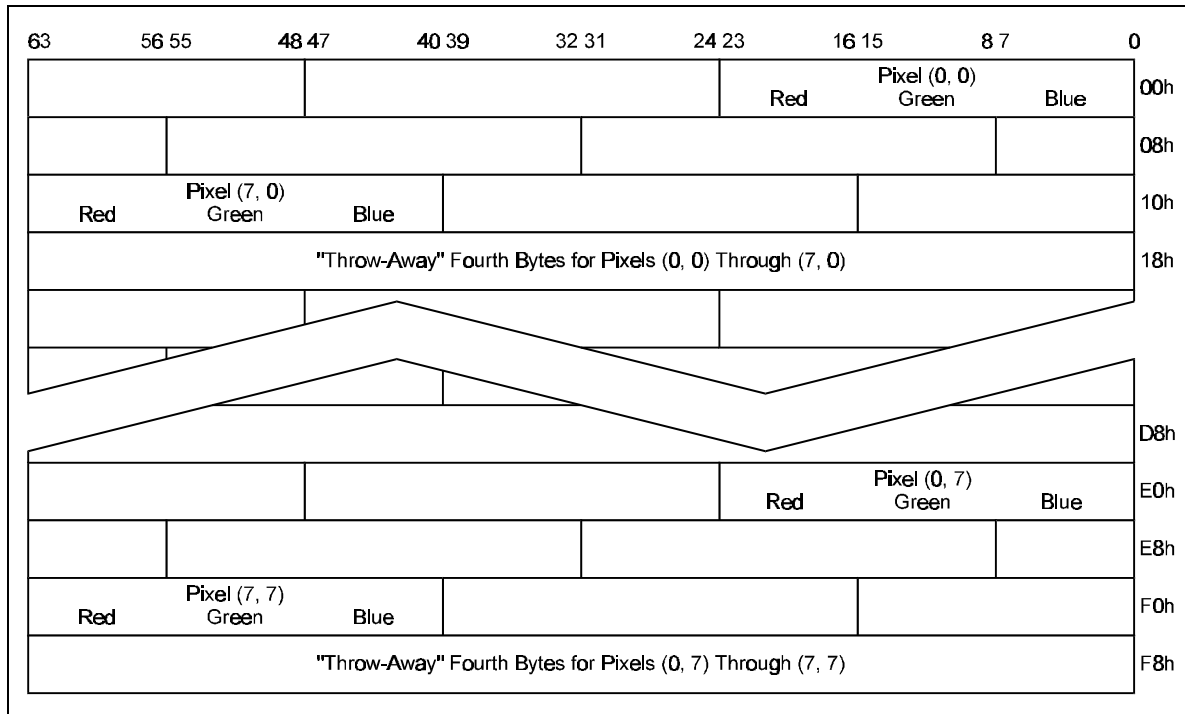 63 56 55 48 47 40 39 32 31 24 23 16 15 8 7 0
Pixel (0, 0)
Red Green Blue
00h
08h
Pixel (7, 0)
Red Green Blue
10h
"Throw-Away" Fourth Bytes for Pixels (0, 0) Through (7, 0)
18h
D8h
Pixel (0, 7)
Red Green Blue
E0h
E8h
Pixel (7, 7)
Red Green Blue
F0h
"Throw-Away" Fourth Bytes for Pixels (0, 7) Through (7, 7)
F8h